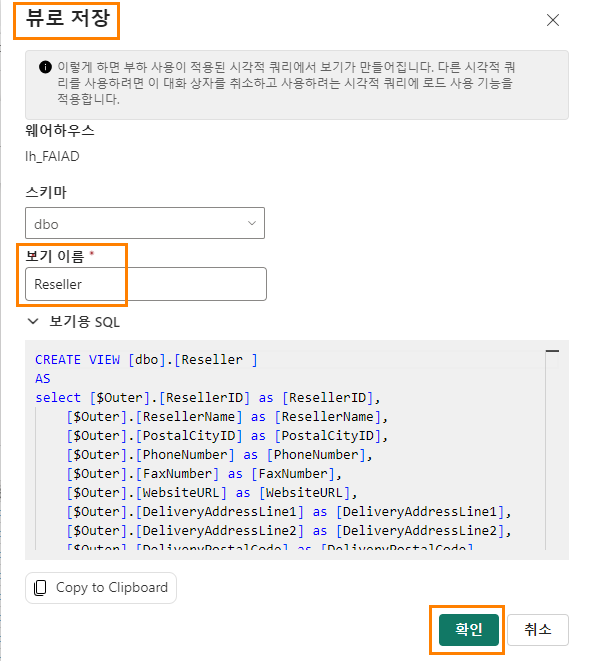 뷰로 저장
이렇게 하면 부하 사용이 적용된 시각적 쿼리에서 보기가 만들어집니다. 다른 시각적 쿼
리를 사용하려면 이 대화 상자를 취소하고 사용하려는 시각적 쿼리에 로드 사용 기능을
적용합니다.
웨어하우스
lh_FAIAD
스키마
dbo
보기 이름 *
Reseller
보기용 SQL
CREATE VIEW [dbo].[Reseller ]
AS
select [$Outer].[ResellerID] as [ResellerID],
[$Outer].[ResellerName] as [ResellerName],
[$Outer].[PostalCityID] as [PostalCityID],
[$Outer].[PhoneNumber] as [PhoneNumber],
[$Outer].[FaxNumber] as [FaxNumber],
[$Outer].[WebsiteURL] as [WebsiteURL],
[$Outer].[DeliveryAddressLine1] as [DeliveryAddressLine1],
[$Outer].[DeliveryAddressLine2] as [DeliveryAddressLine2],
[$Outer].[DeliveryPostalCode] as [DeliveryPostalCode]
Copy to Clipboard
확인
취소